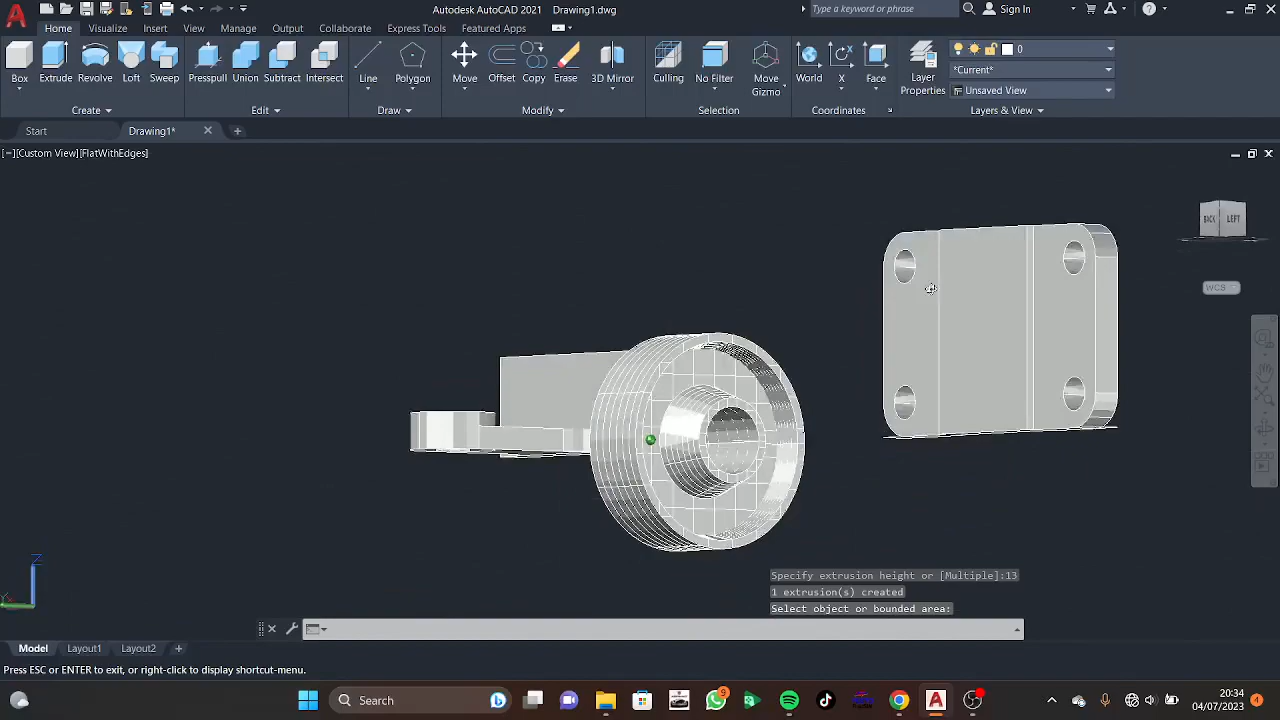 Autodesk AutoCAD 2021 Drawing1.dwg
Type a keyword or phrase
Sign In
Home Visualize Insert View Manage Output Collaborate Express Tools Featured Apps
Box Extrude Revolve Loft Sweep Presspull Union Subtract Intersect Line Polygon Move Offset Copy Erase 3D Mirror Culling No Filter Move Gizmo World X Face Layer Properties
0
*Current*
Unsaved View
Create Edit Draw Modify Selection Coordinates Layers & View
Start Drawing1*
[−][Custom View][FlatWithEdges]
BACK LEFT
WCS
Z
Y
Specify extrusion height or [Multiple]:13
1 extrusion(s) created
Select object or bounded area:
Model Layout1 Layout2
Press ESC or ENTER to exit, or right-click to display shortcut-menu.
Search
9
20:34
04/07/2023
4